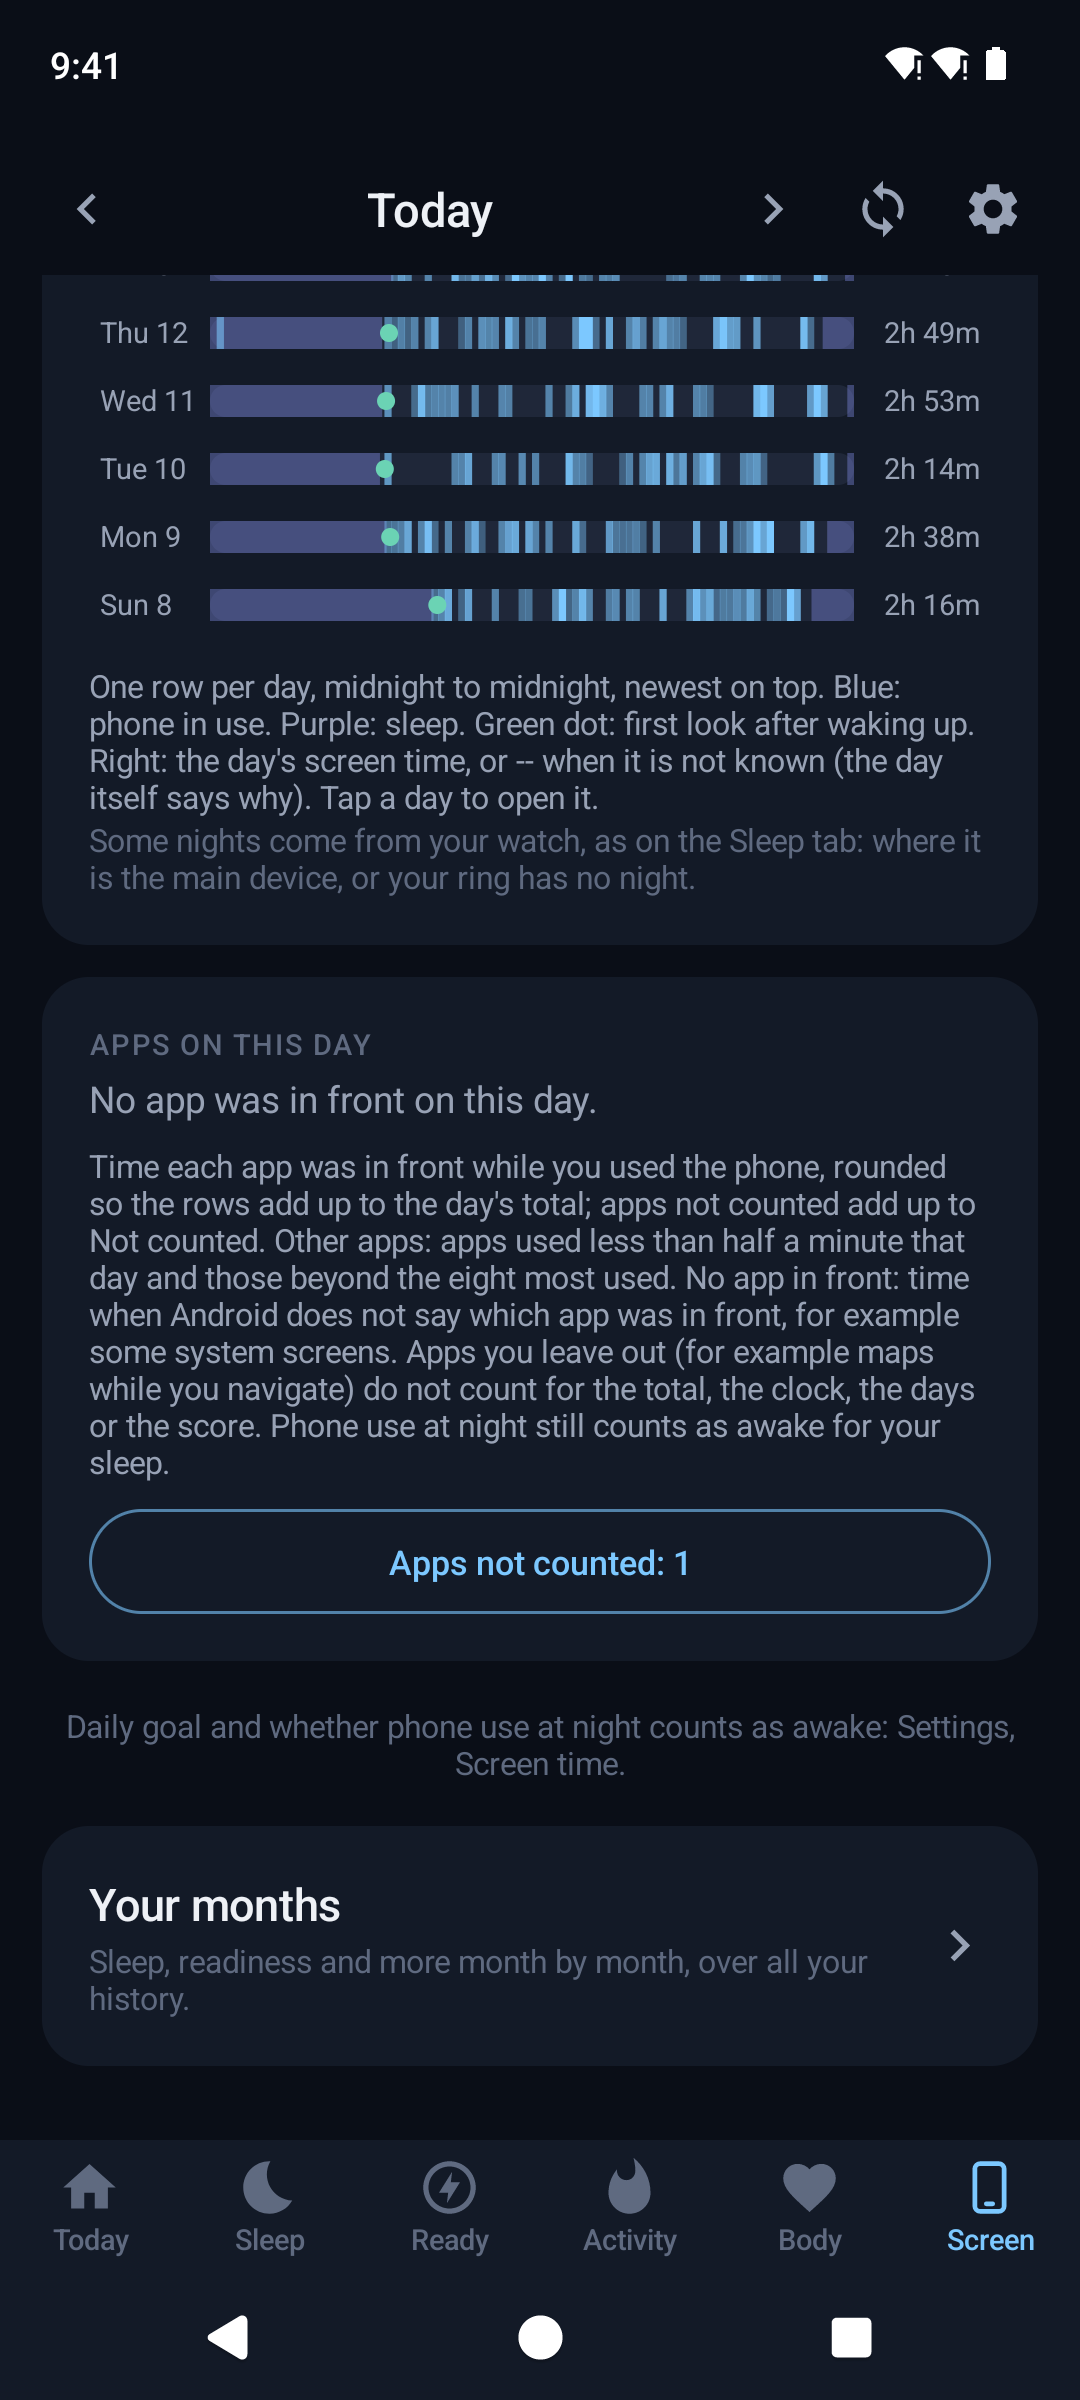 9:41
Today
Thu 12 2h 49m
Wed 11 2h 53m
Tue 10 2h 14m
Mon 9 2h 38m
Sun 8 2h 16m
One row per day, midnight to midnight, newest on top. Blue:
phone in use. Purple: sleep. Green dot: first look after waking up.
Right: the day's screen time, or -- when it is not known (the day
itself says why). Tap a day to open it.
Some nights come from your watch, as on the Sleep tab: where it
is the main device, or your ring has no night.
APPS ON THIS DAY
No app was in front on this day.
Time each app was in front while you used the phone, rounded
so the rows add up to the day's total; apps not counted add up to
Not counted. Other apps: apps used less than half a minute that
day and those beyond the eight most used. No app in front: time
when Android does not say which app was in front, for example
some system screens. Apps you leave out (for example maps
while you navigate) do not count for the total, the clock, the days
or the score. Phone use at night still counts as awake for your
sleep.
Apps not counted: 1
Daily goal and whether phone use at night counts as awake: Settings,
Screen time.
Your months
Sleep, readiness and more month by month, over all your
history.
Today Sleep Ready Activity Body Screen